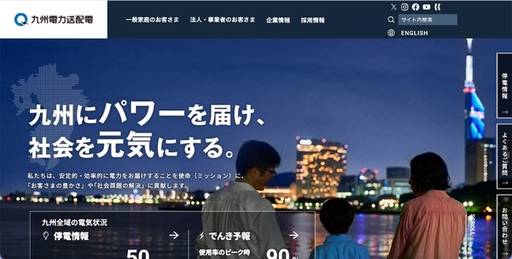 九州電力送配電
一般家庭のお客さま 法人・事業者のお客さま 企業情報 採用情報
サイト内検索
ENGLISH
九州にパワーを届け、
社会を元気にする。
私たちは、安定的・効率的に電力をお届けすることを使命（ミッション）に、
「お客さまの豊かさ」や「社会課題の解決」に貢献します。
九州全域の電気状況
停電情報 →
50
でんき予報 →
使用率のピーク時
90
停電情報
よくあるご質問
お問い合わせ
SCROLL